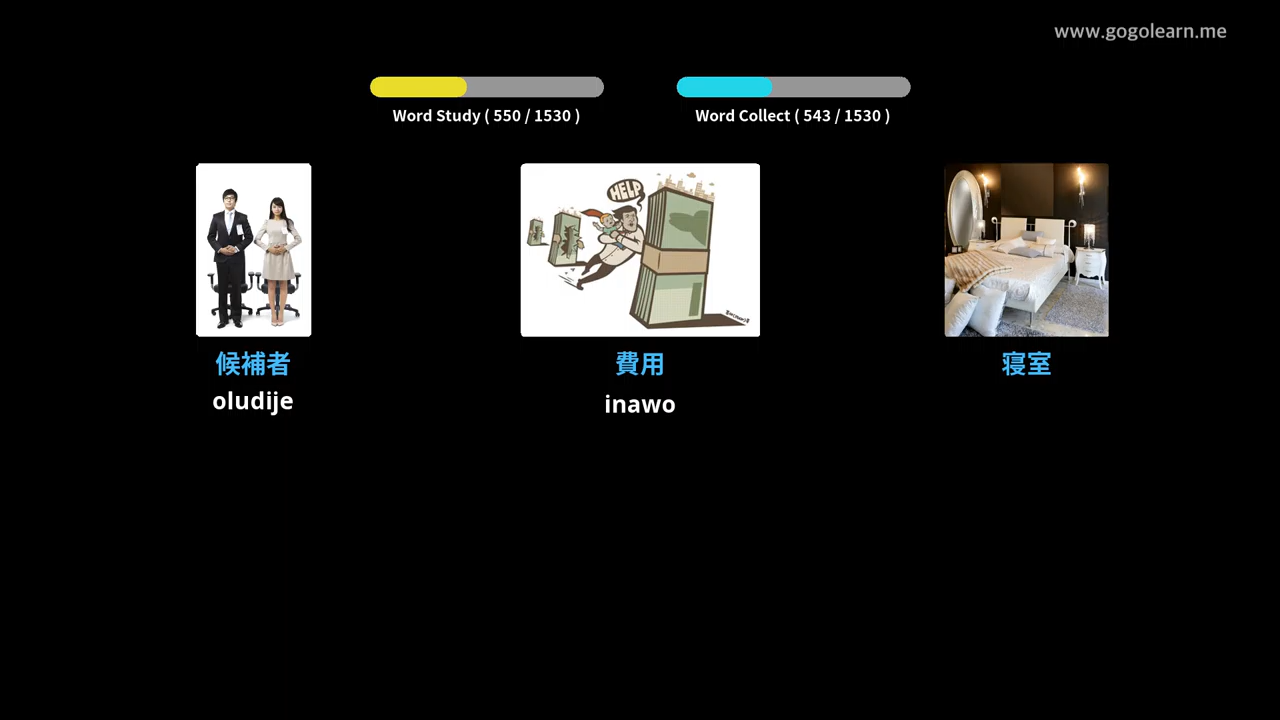 www.gogolearn.me
Word Study ( 550 / 1530 )
Word Collect ( 543 / 1530 )
HELP
候補者
費用
寝室
oludije
inawo